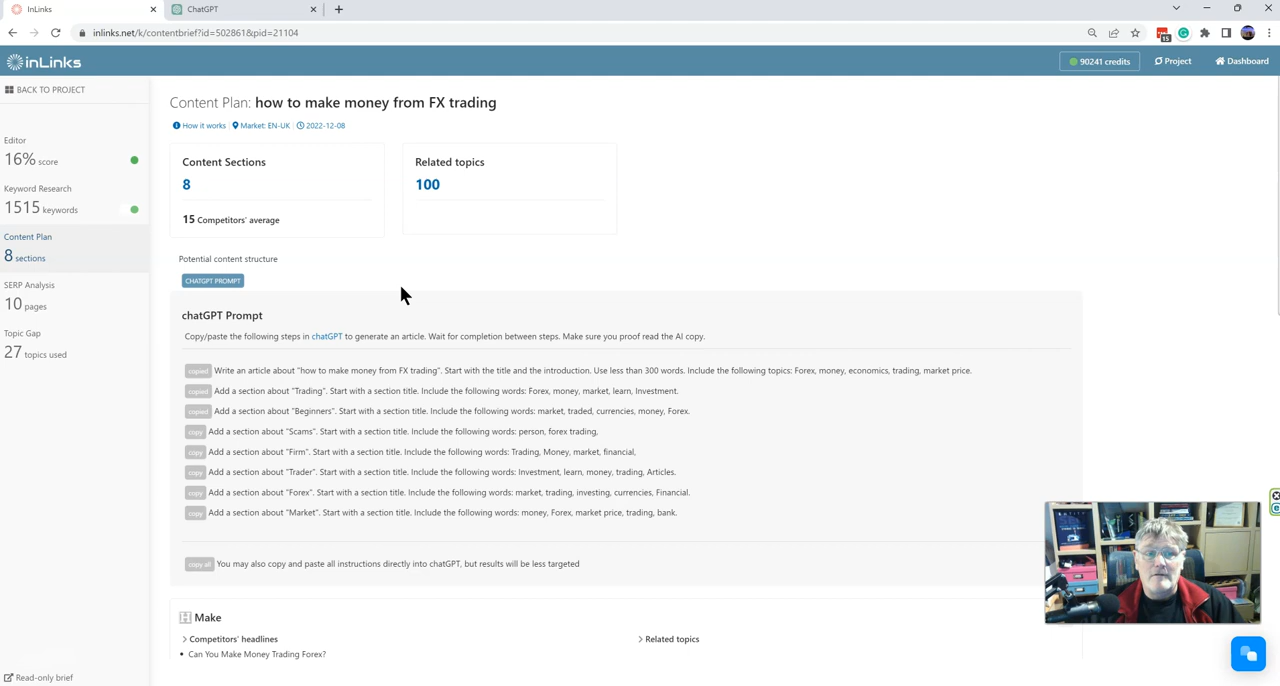 InLinks
ChatGPT
inlinks.net/k/contentbrief?id=502861&pid=21104
15
inLinks
90241 credits
Project
Dashboard
BACK TO PROJECT
Editor
16% score
Keyword Research
1515 keywords
Content Plan
8 sections
SERP Analysis
10 pages
Topic Gap
27 topics used
Read-only brief
Content Plan: how to make money from FX trading
How it works Market: EN-UK 2022-12-08
Content Sections
8
15 Competitors' average
Related topics
100
Potential content structure
CHATGPT PROMPT
chatGPT Prompt
Copy/paste the following steps in chatGPT to generate an article. Wait for completion between steps. Make sure you proof read the AI copy.
copied Write an article about "how to make money from FX trading". Start with the title and the introduction. Use less than 300 words. Include the following topics: Forex, money, economics, trading, market price.
copied Add a section about "Trading". Start with a section title. Include the following words: Forex, money, market, learn, Investment.
copied Add a section about "Beginners". Start with a section title. Include the following words: market, traded, currencies, money, Forex.
copy Add a section about "Scams". Start with a section title. Include the following words: person, forex trading,
copy Add a section about "Firm". Start with a section title. Include the following words: Trading, Money, market, financial,
copy Add a section about "Trader". Start with a section title. Include the following words: Investment, learn, money, trading, Articles.
copy Add a section about "Forex". Start with a section title. Include the following words: market, trading, investing, currencies, Financial.
copy Add a section about "Market". Start with a section title. Include the following words: money, Forex, market price, trading, bank.
copy all You may also copy and paste all instructions directly into chatGPT, but results will be less targeted
H Make
Competitors' headlines
Related topics
• Can You Make Money Trading Forex?